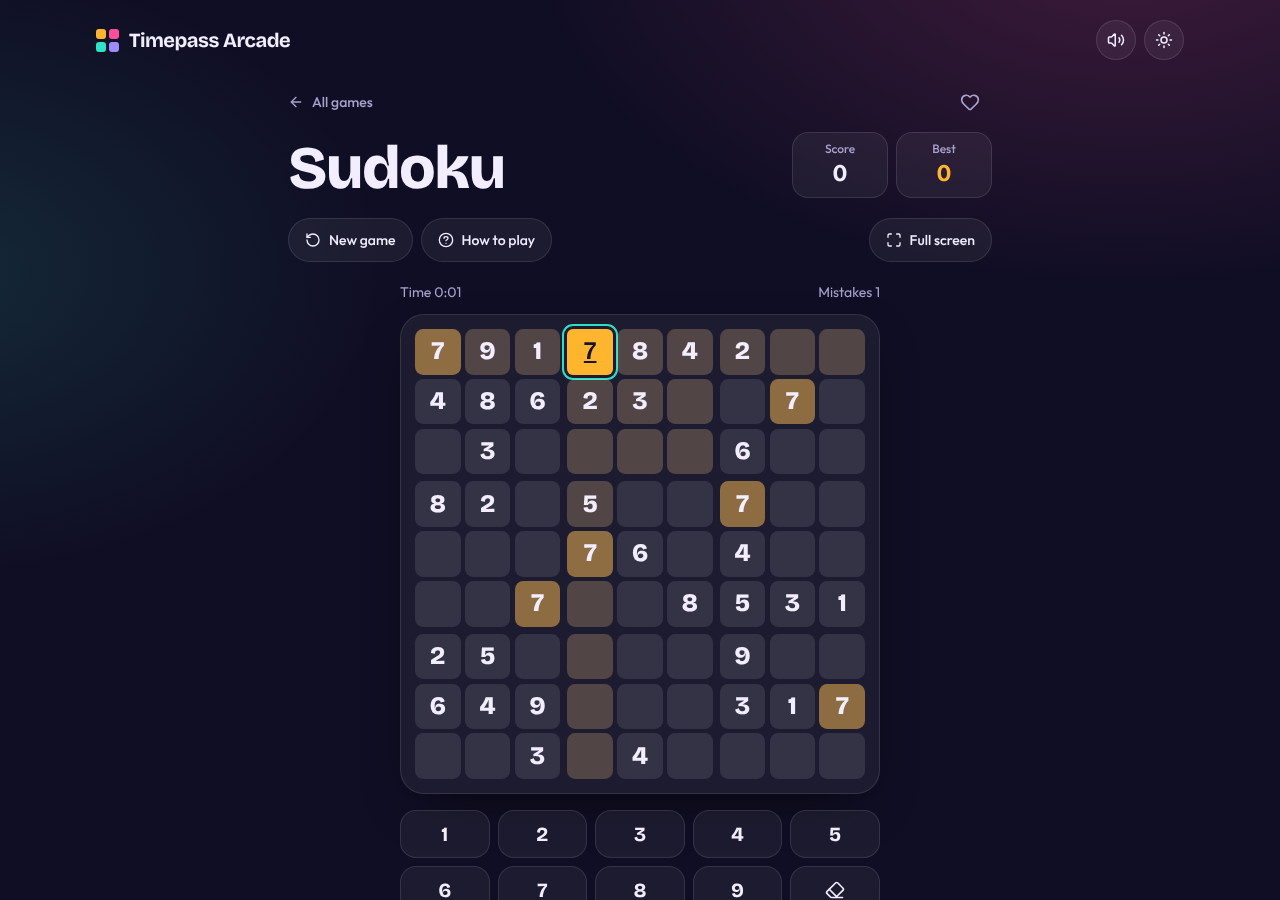 Timepass Arcade
All games
Sudoku
Score
0
Best
0
New game
How to play
Full screen
Time 0:01
Mistakes 1
7 9 1 7 8 4 2
4 8 6 2 3 7
3 6
8 2 5 7
7 6 4
7 8 5 3 1
2 5 9
6 4 9 3 1 7
3 4
1 2 3 4 5
6 7 8 9